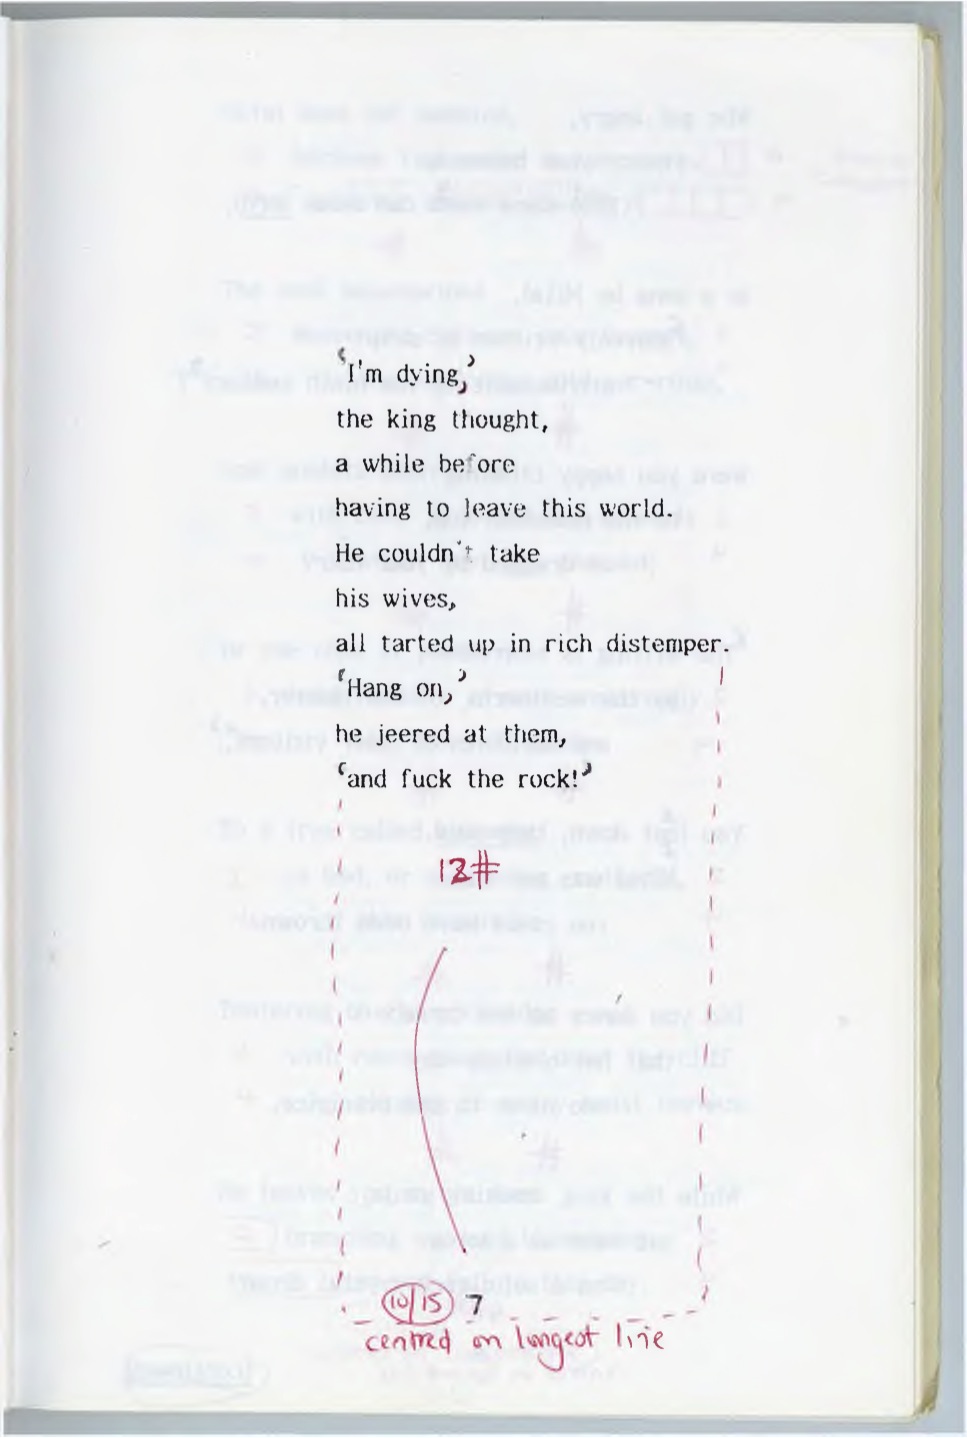 'I'm dying,'
the king thought,
a while before
having to leave this world.
He couldn't take
his wives,
all tarted up in rich distemper.
'Hang on,'
he jeered at them,
'and fuck the rock!'
12#
10/15 7
centred on longest line